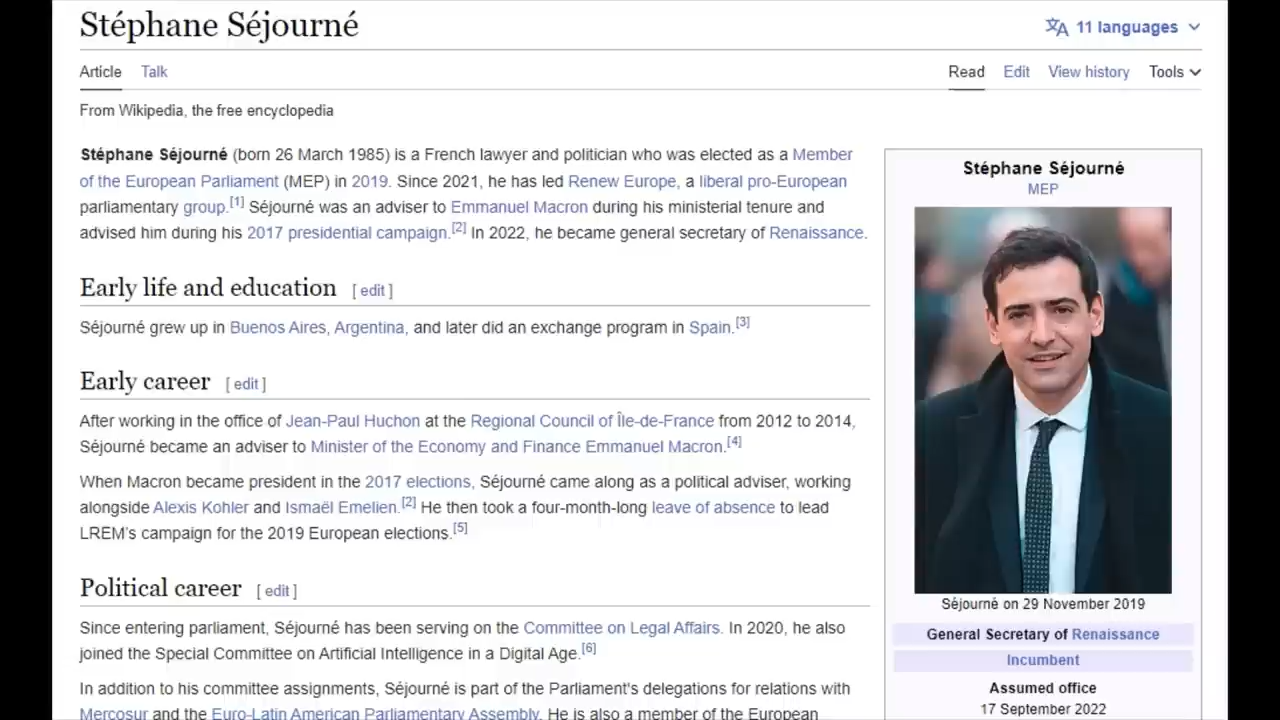 Stéphane Séjourné
11 languages
Article Talk
Read Edit View history Tools
From Wikipedia, the free encyclopedia
Stéphane Séjourné (born 26 March 1985) is a French lawyer and politician who was elected as a Member
of the European Parliament (MEP) in 2019. Since 2021, he has led Renew Europe, a liberal pro-European
parliamentary group.[1] Séjourné was an adviser to Emmanuel Macron during his ministerial tenure and
advised him during his 2017 presidential campaign.[2] In 2022, he became general secretary of Renaissance.
Early life and education [ edit ]
Séjourné grew up in Buenos Aires, Argentina, and later did an exchange program in Spain.[3]
Early career [ edit ]
After working in the office of Jean-Paul Huchon at the Regional Council of Île-de-France from 2012 to 2014,
Séjourné became an adviser to Minister of the Economy and Finance Emmanuel Macron.[4]
When Macron became president in the 2017 elections, Séjourné came along as a political adviser, working
alongside Alexis Kohler and Ismaël Emelien.[2] He then took a four-month-long leave of absence to lead
LREM's campaign for the 2019 European elections.[5]
Political career [ edit ]
Since entering parliament, Séjourné has been serving on the Committee on Legal Affairs. In 2020, he also
joined the Special Committee on Artificial Intelligence in a Digital Age.[6]
In addition to his committee assignments, Séjourné is part of the Parliament's delegations for relations with
Mercosur and the Euro-Latin American Parliamentary Assembly. He is also a member of the European
Stéphane Séjourné
MEP
Séjourné on 29 November 2019
General Secretary of Renaissance
Incumbent
Assumed office
17 September 2022